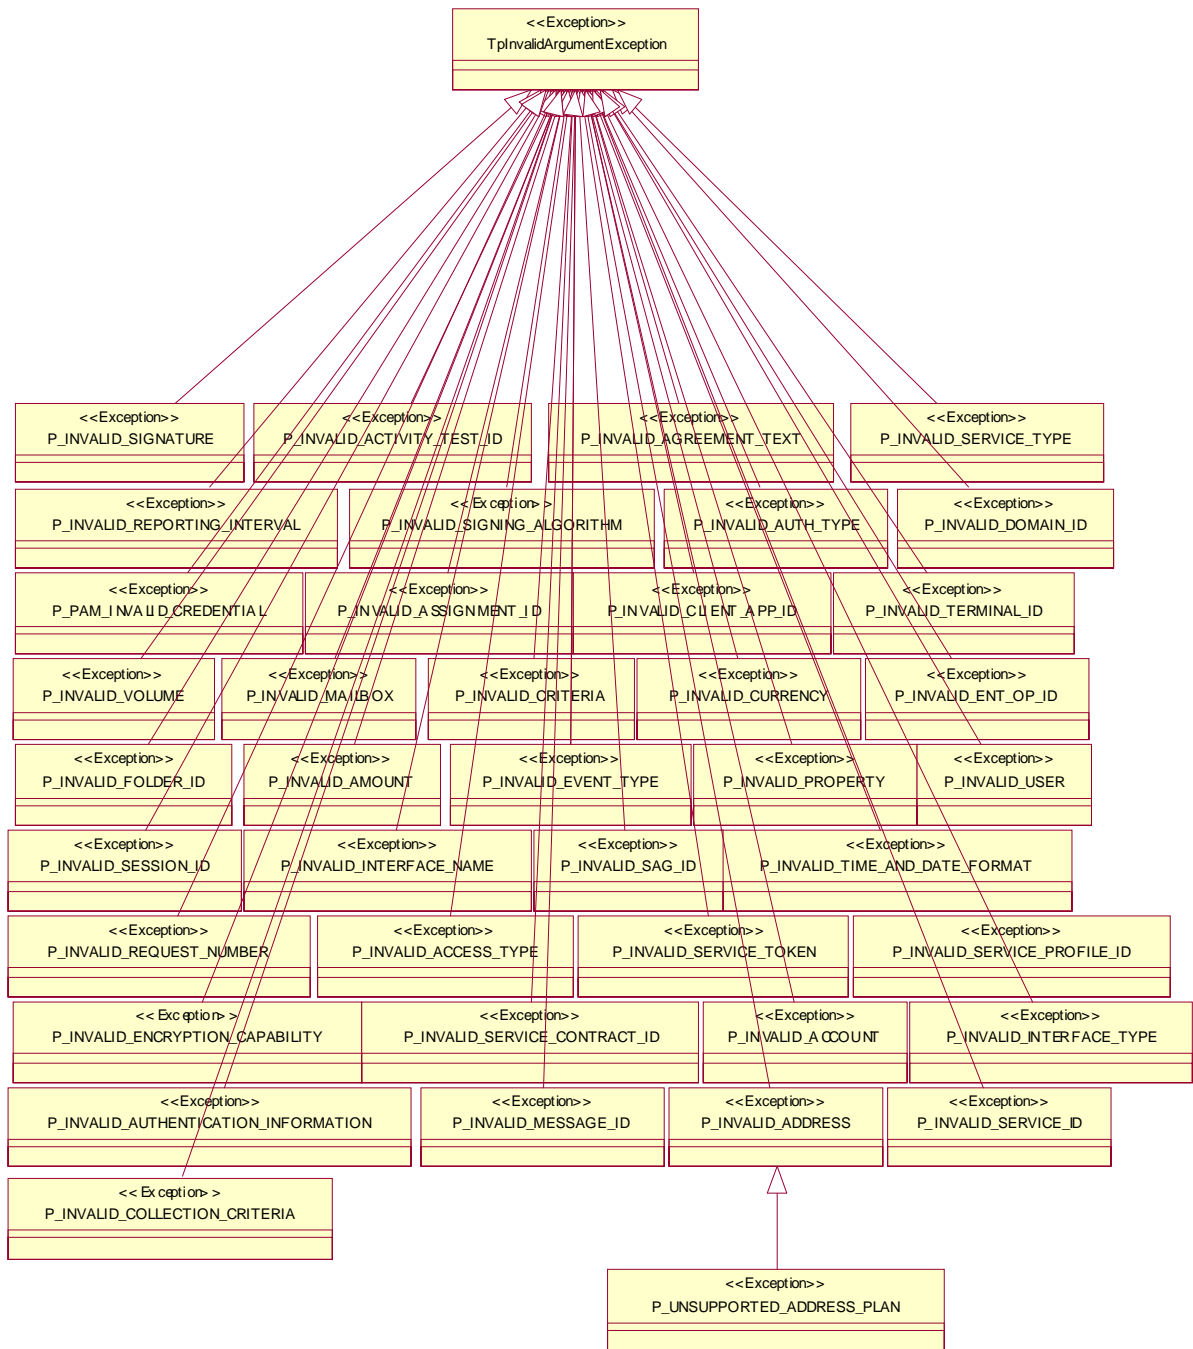 <<Exception>>
TpInvalidArgumentException
<<Exception>>
P_INVALID_SIGNATURE
<<Exception>>
P_INVALID_ACTIVITY_TEST_ID
<<Exception>>
P_INVALID_AGREEMENT_TEXT
<<Exception>>
P_INVALID_SERVICE_TYPE
<<Exception>>
P_INVALID_REPORTING_INTERVAL
<<Exception>>
P_INVALID_SIGNING_ALGORITHM
<<Exception>>
P_INVALID_AUTH_TYPE
<<Exception>>
P_INVALID_DOMAIN_ID
<<Exception>>
P_PAM_INVALID_CREDENTIAL
<<Exception>>
P_INVALID_ASSIGNMENT_ID
<<Exception>>
P_INVALID_CLIENT_APP_ID
<<Exception>>
P_INVALID_TERMINAL_ID
<<Exception>>
P_INVALID_VOLUME
<<Exception>>
P_INVALID_MAILBOX
<<Exception>>
P_INVALID_CRITERIA
<<Exception>>
P_INVALID_CURRENCY
<<Exception>>
P_INVALID_ENT_OP_ID
<<Exception>>
P_INVALID_FOLDER_ID
<<Exception>>
P_INVALID_AMOUNT
<<Exception>>
P_INVALID_EVENT_TYPE
<<Exception>>
P_INVALID_PROPERTY
<<Exception>>
P_INVALID_USER
<<Exception>>
P_INVALID_SESSION_ID
<<Exception>>
P_INVALID_INTERFACE_NAME
<<Exception>>
P_INVALID_SAG_ID
<<Exception>>
P_INVALID_TIME_AND_DATE_FORMAT
<<Exception>>
P_INVALID_REQUEST_NUMBER
<<Exception>>
P_INVALID_ACCESS_TYPE
<<Exception>>
P_INVALID_SERVICE_TOKEN
<<Exception>>
P_INVALID_SERVICE_PROFILE_ID
<<Exception>>
P_INVALID_ENCRYPTION_CAPABILITY
<<Exception>>
P_INVALID_SERVICE_CONTRACT_ID
<<Exception>>
P_INVALID_ACCOUNT
<<Exception>>
P_INVALID_INTERFACE_TYPE
<<Exception>>
P_INVALID_AUTHENTICATION_INFORMATION
<<Exception>>
P_INVALID_MESSAGE_ID
<<Exception>>
P_INVALID_ADDRESS
<<Exception>>
P_INVALID_SERVICE_ID
<<Exception>>
P_INVALID_COLLECTION_CRITERIA
<<Exception>>
P_UNSUPPORTED_ADDRESS_PLAN